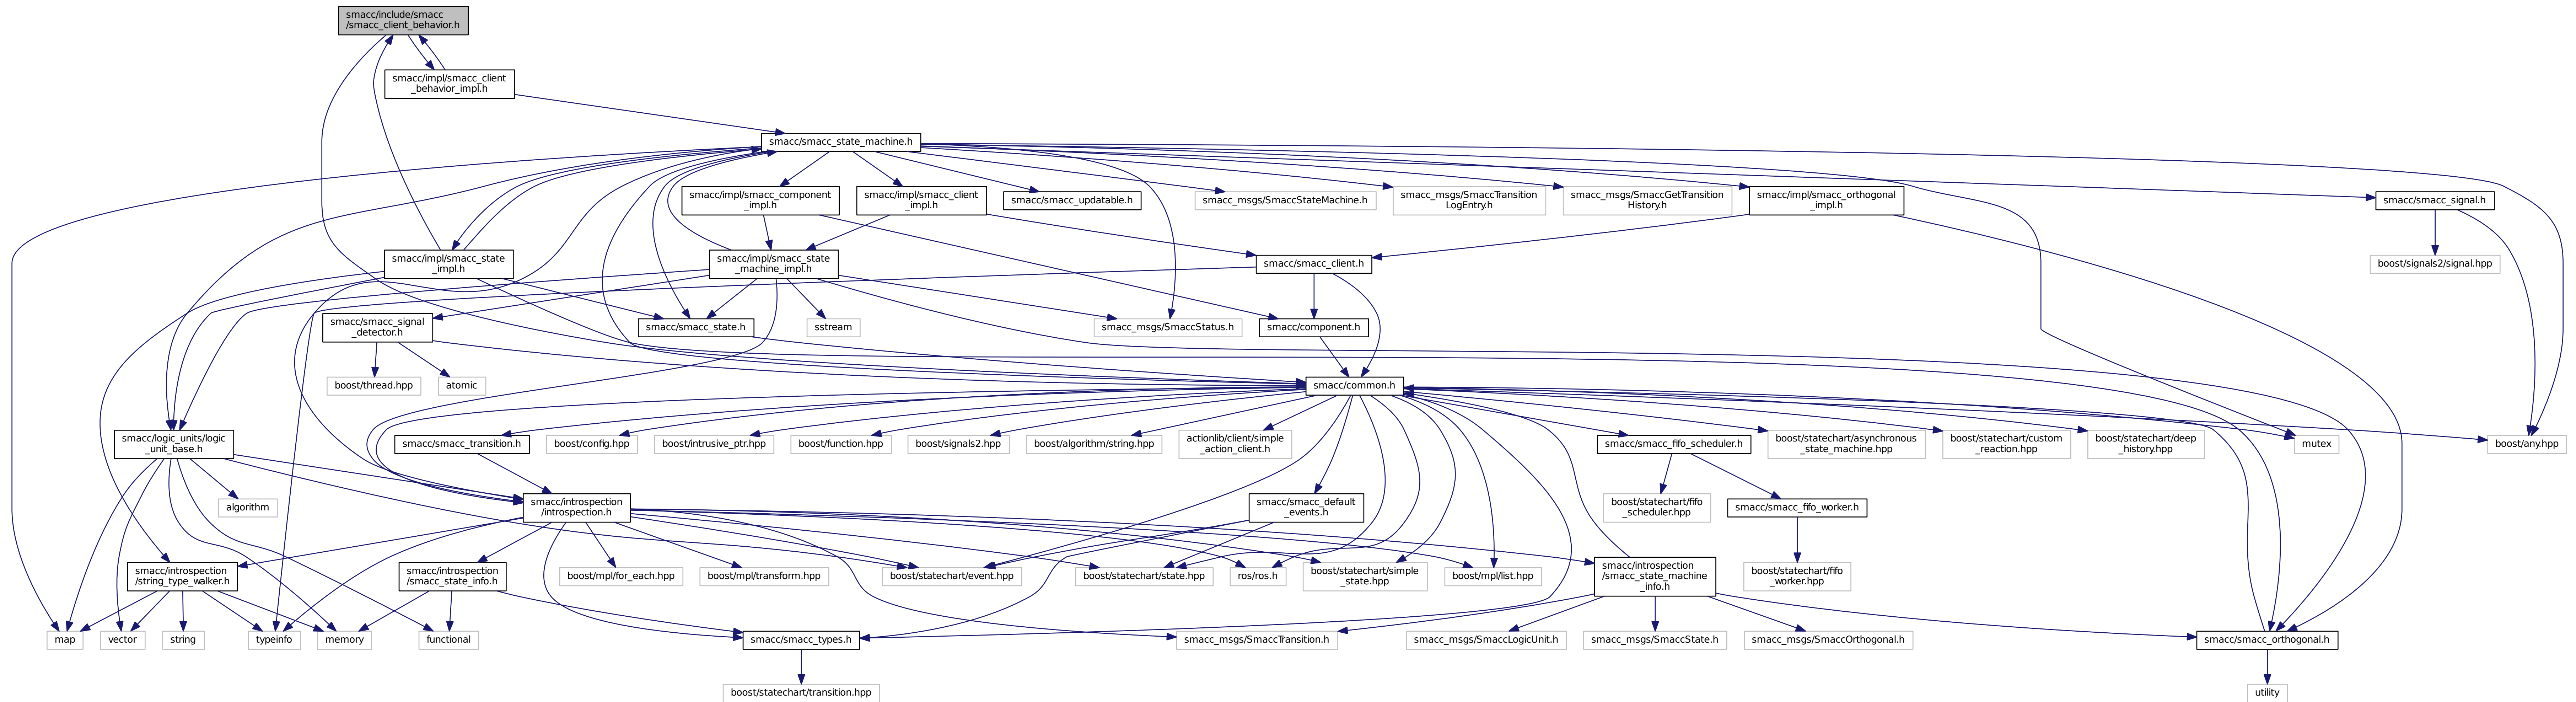 smacc/include/smacc
/smacc_client_behavior.h
smacc/impl/smacc_client
_behavior_impl.h
smacc/smacc_state_machine.h
smacc/impl/smacc_component
_impl.h
smacc/impl/smacc_client
_impl.h
smacc/smacc_updatable.h
smacc_msgs/SmaccStateMachine.h
smacc_msgs/SmaccTransition
LogEntry.h
smacc_msgs/SmaccGetTransition
History.h
smacc/impl/smacc_orthogonal
_impl.h
smacc/smacc_signal.h
smacc/impl/smacc_state
_impl.h
smacc/impl/smacc_state
_machine_impl.h
smacc/smacc_client.h
boost/signals2/signal.hpp
smacc/smacc_signal
_detector.h
smacc/smacc_state.h
sstream
smacc_msgs/SmaccStatus.h
smacc/component.h
boost/thread.hpp
atomic
smacc/common.h
smacc/logic_units/logic
_unit_base.h
smacc/smacc_transition.h
boost/config.hpp
boost/intrusive_ptr.hpp
boost/function.hpp
boost/signals2.hpp
boost/algorithm/string.hpp
actionlib/client/simple
_action_client.h
smacc/smacc_fifo_scheduler.h
boost/statechart/asynchronous
_state_machine.hpp
boost/statechart/custom
_reaction.hpp
boost/statechart/deep
_history.hpp
mutex
boost/any.hpp
algorithm
smacc/introspection
/introspection.h
smacc/smacc_default
_events.h
boost/statechart/fifo
_scheduler.hpp
smacc/smacc_fifo_worker.h
smacc/introspection
/string_type_walker.h
smacc/introspection
/smacc_state_info.h
boost/mpl/for_each.hpp
boost/mpl/transform.hpp
boost/statechart/event.hpp
boost/statechart/state.hpp
ros/ros.h
boost/statechart/simple
_state.hpp
boost/mpl/list.hpp
smacc/introspection
/smacc_state_machine
_info.h
boost/statechart/fifo
_worker.hpp
map
vector
string
typeinfo
memory
functional
smacc/smacc_types.h
smacc_msgs/SmaccTransition.h
smacc_msgs/SmaccLogicUnit.h
smacc_msgs/SmaccState.h
smacc_msgs/SmaccOrthogonal.h
smacc/smacc_orthogonal.h
boost/statechart/transition.hpp
utility